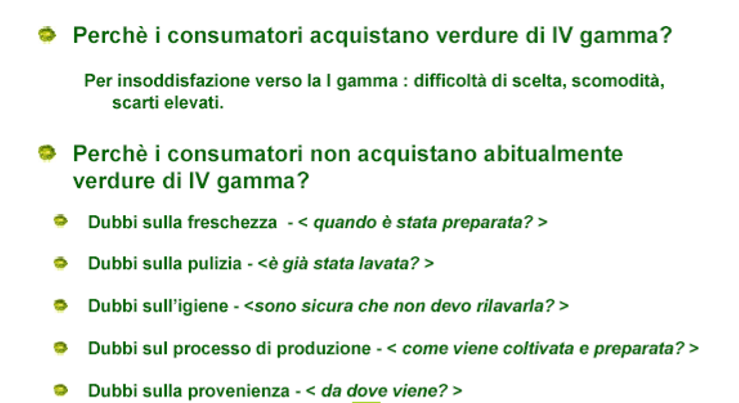 Perchè i consumatori acquistano verdure di IV gamma?
Per insoddisfazione verso la I gamma : difficoltà di scelta, scomodità,
scarti elevati.
Perchè i consumatori non acquistano abitualmente
verdure di IV gamma?
Dubbi sulla freschezza - < quando è stata preparata? >
Dubbi sulla pulizia - <è già stata lavata? >
Dubbi sull'igiene - <sono sicura che non devo rilavarla? >
Dubbi sul processo di produzione - < come viene coltivata e preparata? >
Dubbi sulla provenienza - < da dove viene? >